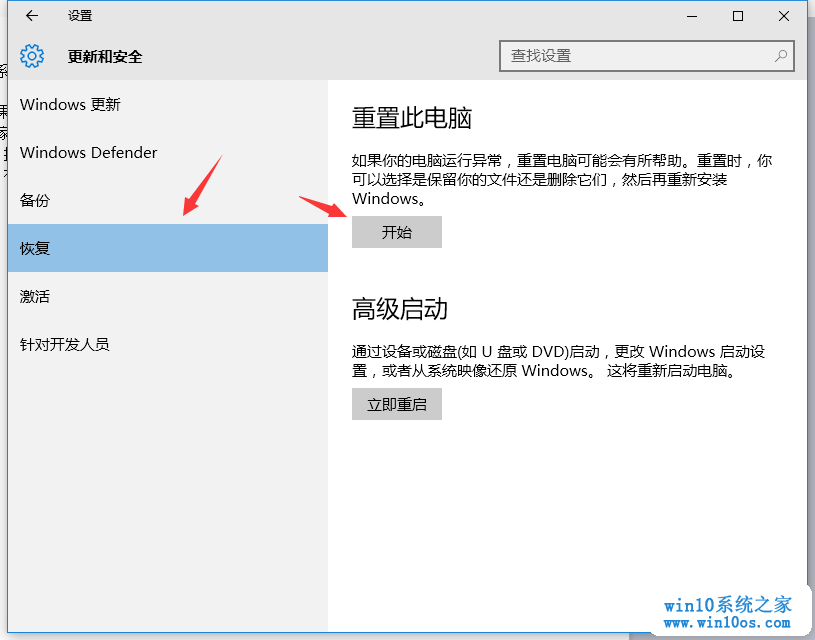 设置
更新和安全
查找设置
Windows 更新
Windows Defender
备份
恢复
激活
针对开发人员
重置此电脑
如果你的电脑运行异常，重置电脑可能会有所帮助。重置时，你
可以选择是保留你的文件还是删除它们，然后再重新安装
Windows。
开始
高级启动
通过设备或磁盘(如 U 盘或 DVD)启动，更改 Windows 启动设
置，或者从系统映像还原 Windows。 这将重新启动电脑。
立即重启
win10系统之家
www.win10os.com